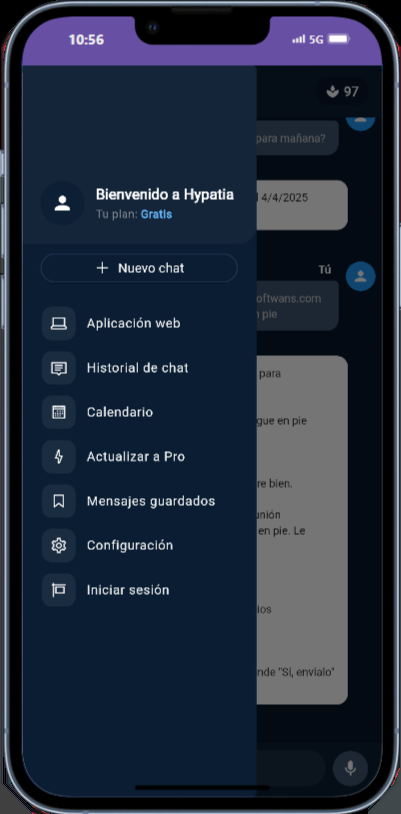 10:56
5G
97
Bienvenido a Hypatia
Tu plan: Gratis
para mañana?
4/4/2025
Nuevo chat
Tú
oftwans.com
pie
Aplicación web
Historial de chat
para
Calendario
gue en pie
Actualizar a Pro
re bien.
Mensajes guardados
unión
en pie. Le
Configuración
Iniciar sesión
ios
nde "Sí, envialo"